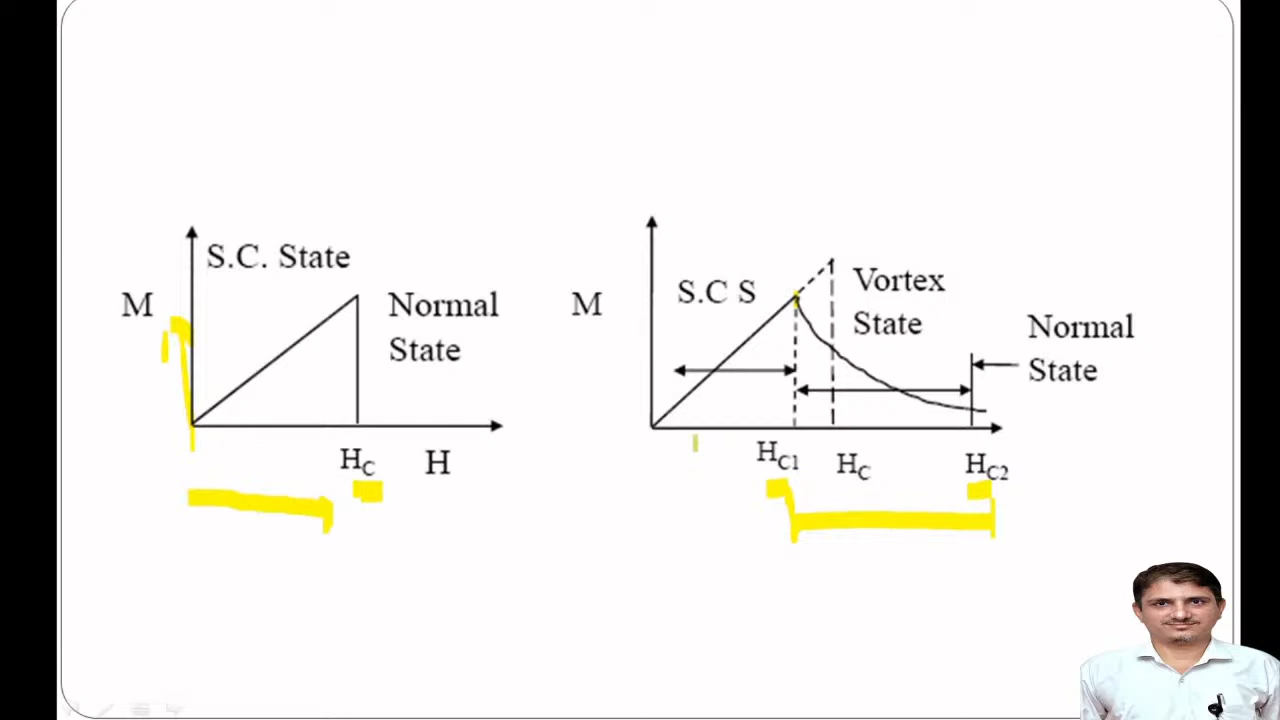 S.C. State
M
Normal
State
H_C
H
M
S.C S
Vortex
State
Normal
State
H_C1
H_C
H_C2